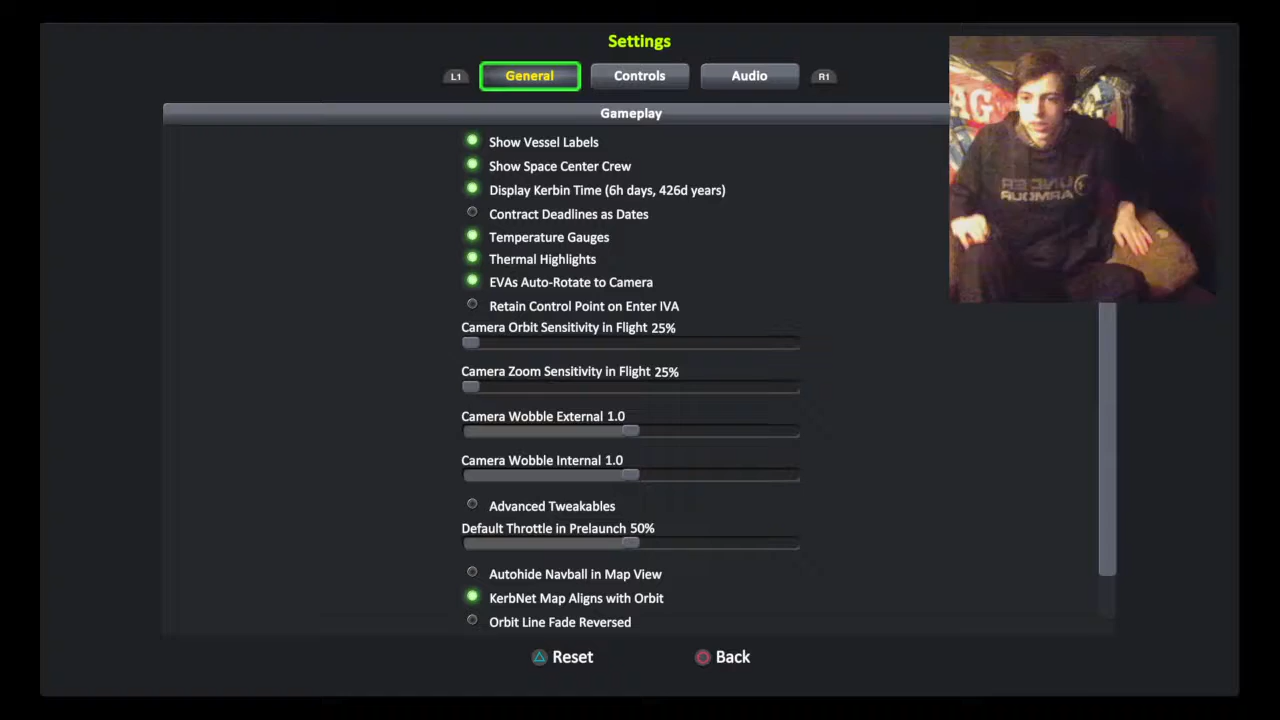 Settings
L1
General
Controls
Audio
R1
Gameplay
Show Vessel Labels
Show Space Center Crew
Display Kerbin Time (6h days, 426d years)
Contract Deadlines as Dates
Temperature Gauges
Thermal Highlights
EVAs Auto-Rotate to Camera
Retain Control Point on Enter IVA
Camera Orbit Sensitivity in Flight 25%
Camera Zoom Sensitivity in Flight 25%
Camera Wobble External 1.0
Camera Wobble Internal 1.0
Advanced Tweakables
Default Throttle in Prelaunch 50%
Autohide Navball in Map View
KerbNet Map Aligns with Orbit
Orbit Line Fade Reversed
Reset
Back
UNDER
ARMOUR